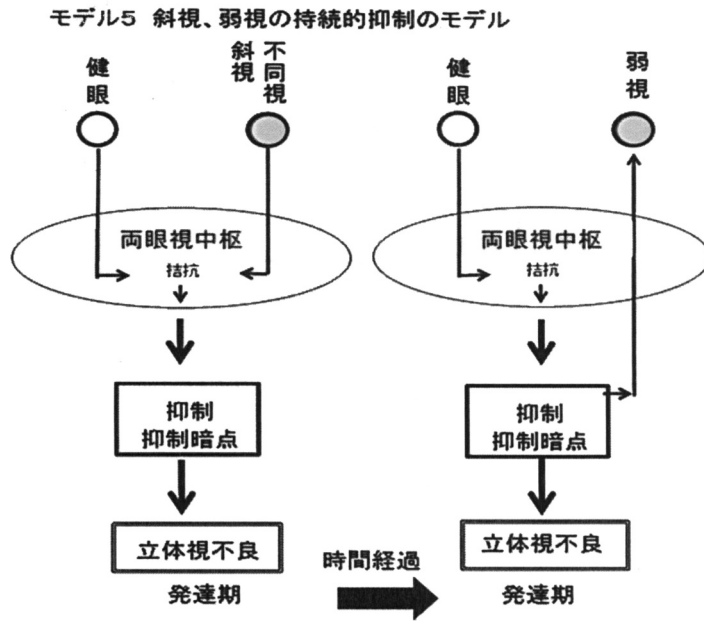 モデル5 斜視、弱視の持続的抑制のモデル
健眼
不同視
斜視
両眼視中枢
拮抗
抑制
抑制暗点
立体視不良
発達期
時間経過
健眼
弱視
両眼視中枢
拮抗
抑制
抑制暗点
立体視不良
発達期